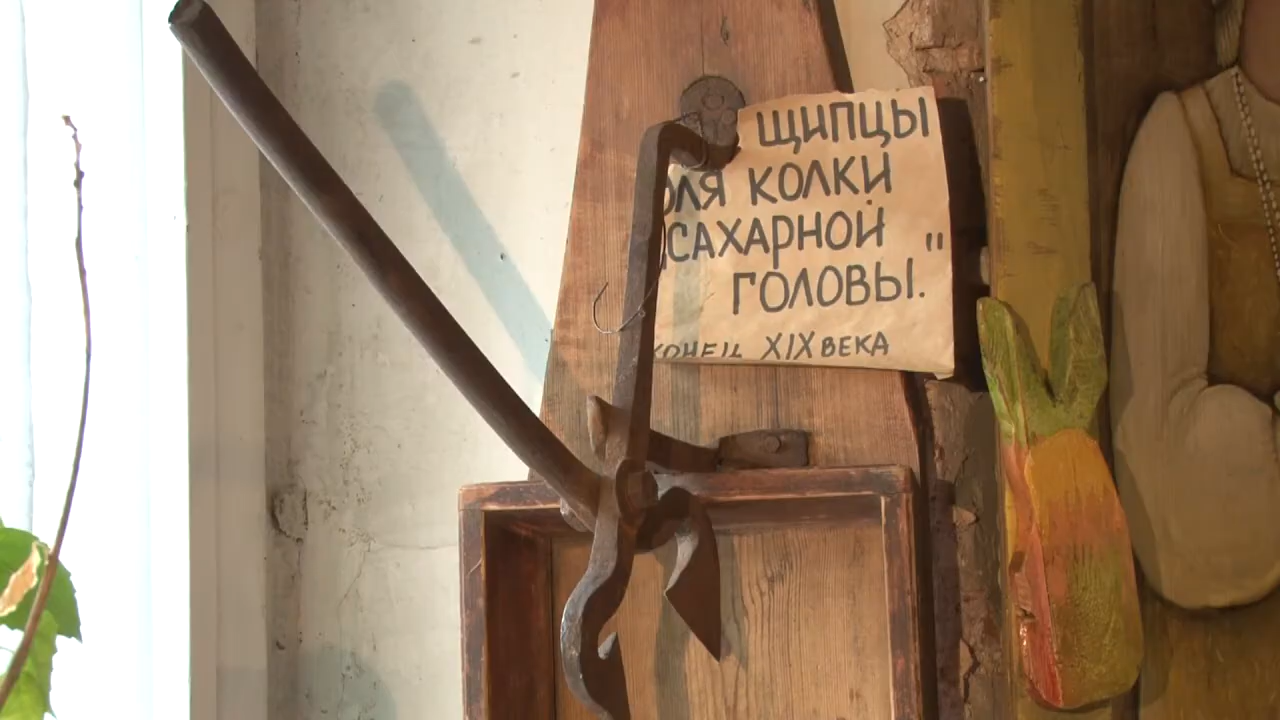 ЩИПЦЫ
ДЛЯ КОЛКИ
"САХАРНОЙ
ГОЛОВЫ."
КОНЕЦ XIX ВЕКА